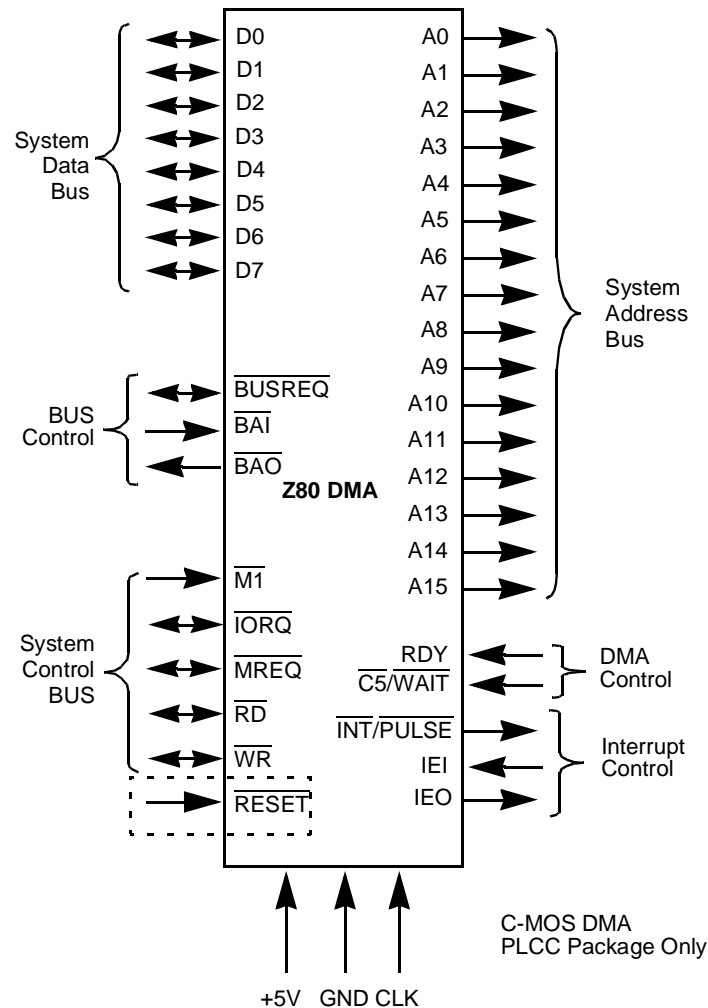 System
Data
Bus
D0
D1
D2
D3
D4
D5
D6
D7
BUS
Control
BUSREQ
BAI
BAO
Z80 DMA
System
Control
BUS
M1
IORQ
MREQ
RD
WR
RESET
A0
A1
A2
A3
A4
A5
A6
A7
A8
A9
A10
A11
A12
A13
A14
A15
System
Address
Bus
RDY
C5/WAIT
DMA
Control
INT/PULSE
IEI
IEO
Interrupt
Control
+5V GND CLK
C-MOS DMA
PLCC Package Only